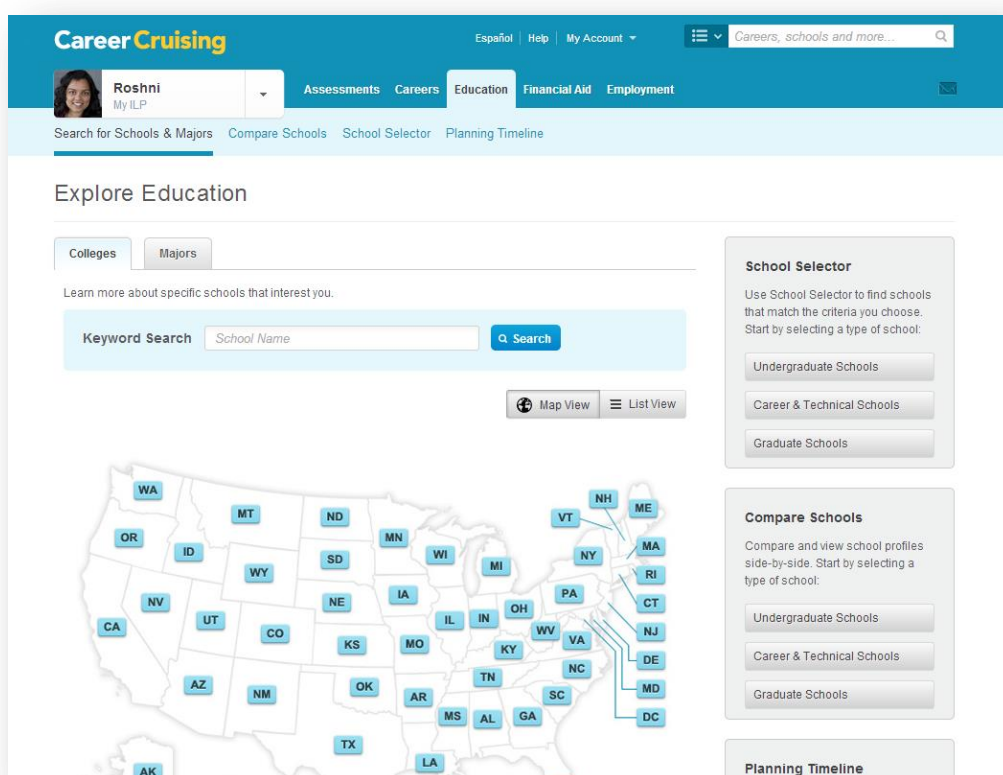 Career Cruising
Español | Help | My Account
Careers, schools and more...
Roshni
My ILP
Assessments Careers Education Financial Aid Employment
Search for Schools & Majors Compare Schools School Selector Planning Timeline
Explore Education
Colleges Majors
Learn more about specific schools that interest you.
Keyword Search School Name Search
Map View List View
WA
MT
ND
OR
ID
WY
SD
MN
WI
MI
VT
NH
ME
NY
MA
RI
CT
NJ
DE
MD
DC
NV
CA
UT
CO
NE
IA
IL
IN
OH
PA
WV
VA
KS
MO
KY
AZ
NM
OK
AR
TN
NC
SC
MS
AL
GA
TX
LA
AK
School Selector
Use School Selector to find schools
that match the criteria you choose.
Start by selecting a type of school:
Undergraduate Schools
Career & Technical Schools
Graduate Schools
Compare Schools
Compare and view school profiles
side-by-side. Start by selecting a
type of school:
Undergraduate Schools
Career & Technical Schools
Graduate Schools
Planning Timeline